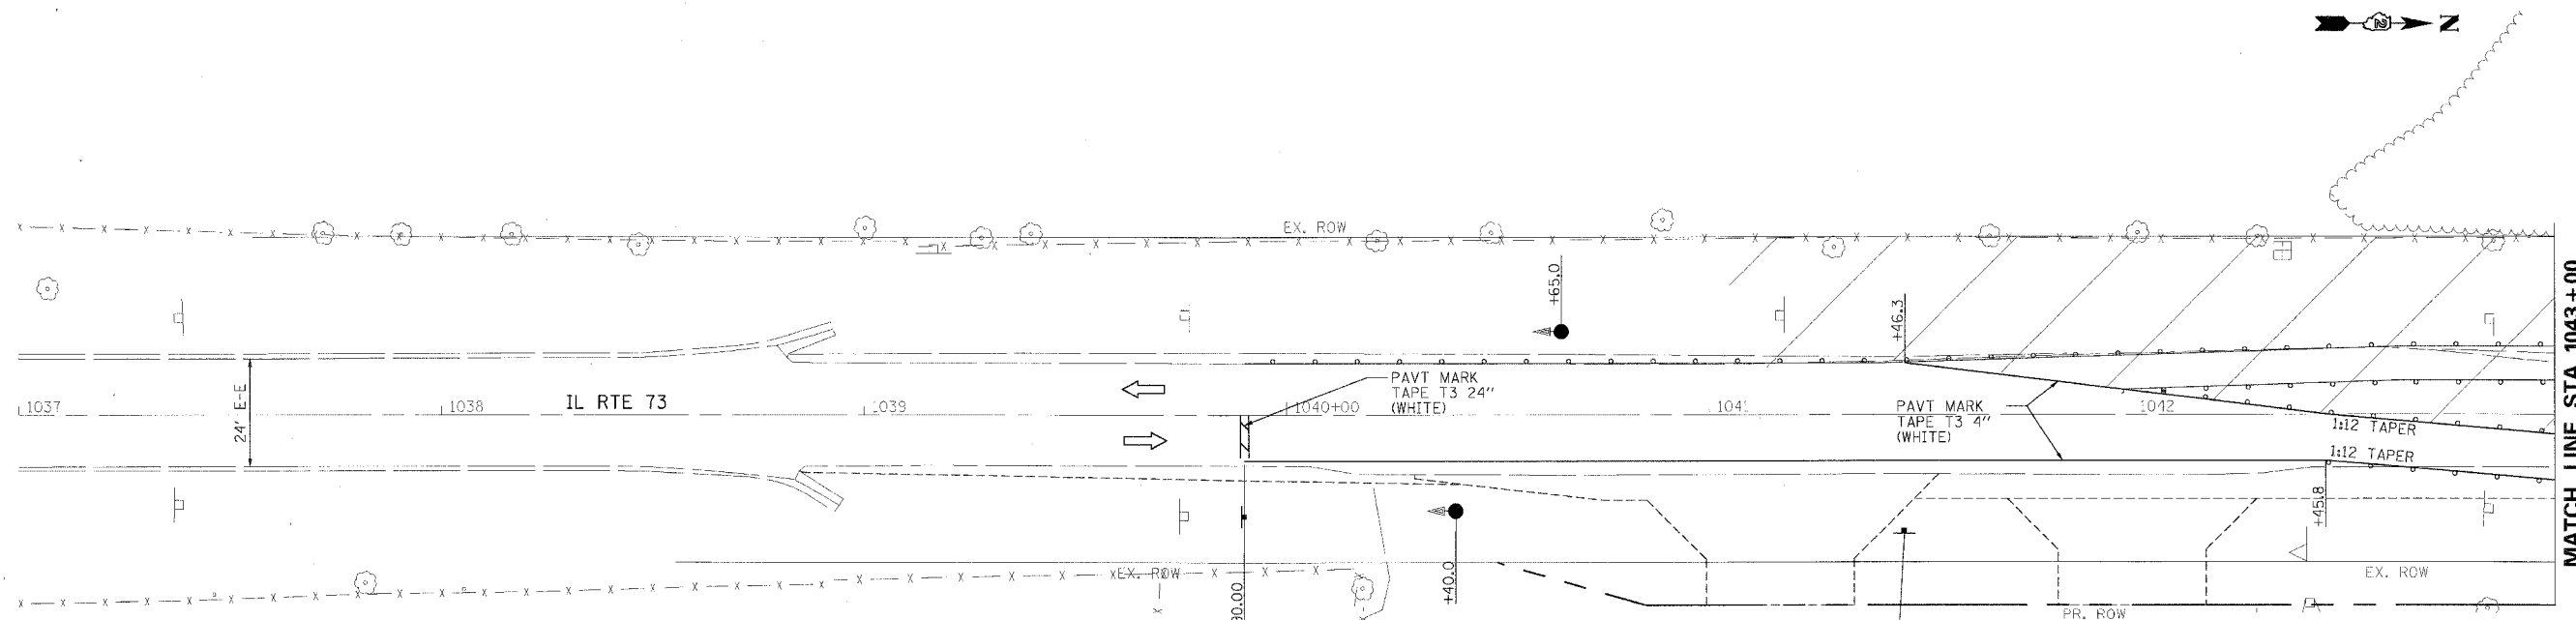 N
EX. ROW
+65.0
+46.3
MATCH LINE STA. 1043+00
24' E-E
PAVT MARK
TAPE T3 24"
(WHITE)
1037
1038
IL RTE 73
1039
1040+00
1041
PAVT MARK
TAPE T3 4"
(WHITE)
1042
1:12 TAPER
1:12 TAPER
+45.8
+40.0
90.00
EX. ROW
EX. ROW
PR. ROW